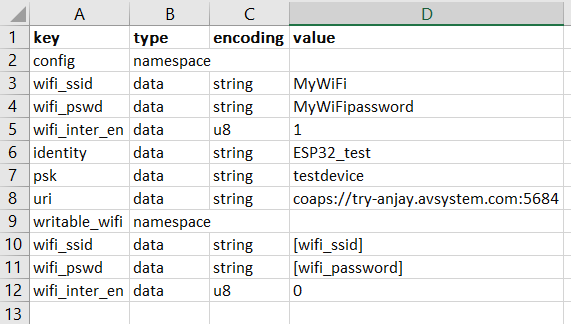 A B C D
1 key type encoding value
2 config namespace
3 wifi_ssid data string MyWiFi
4 wifi_pswd data string MyWiFipassword
5 wifi_inter_en data u8 1
6 identity data string ESP32_test
7 psk data string testdevice
8 uri data string coaps://try-anjay.avsystem.com:5684
9 writable_wifi namespace
10 wifi_ssid data string [wifi_ssid]
11 wifi_pswd data string [wifi_password]
12 wifi_inter_en data u8 0
13